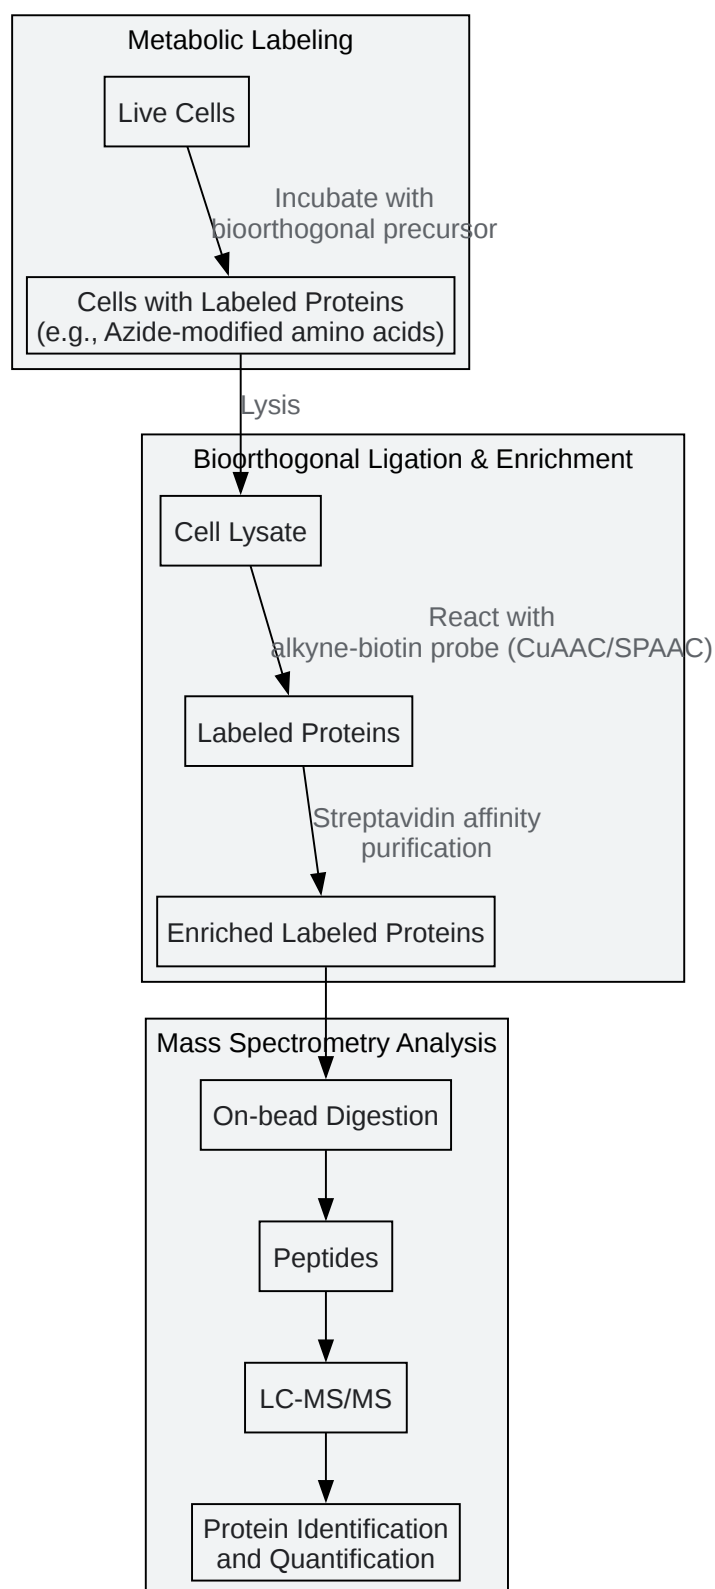 Metabolic Labeling
Live Cells
Incubate with
bioorthogonal precursor
Cells with Labeled Proteins
(e.g., Azide-modified amino acids)
Lysis
Bioorthogonal Ligation & Enrichment
Cell Lysate
React with
alkyne-biotin probe (CuAAC/SPAAC)
Labeled Proteins
Streptavidin affinity
purification
Enriched Labeled Proteins
Mass Spectrometry Analysis
On-bead Digestion
Peptides
LC-MS/MS
Protein Identification
and Quantification